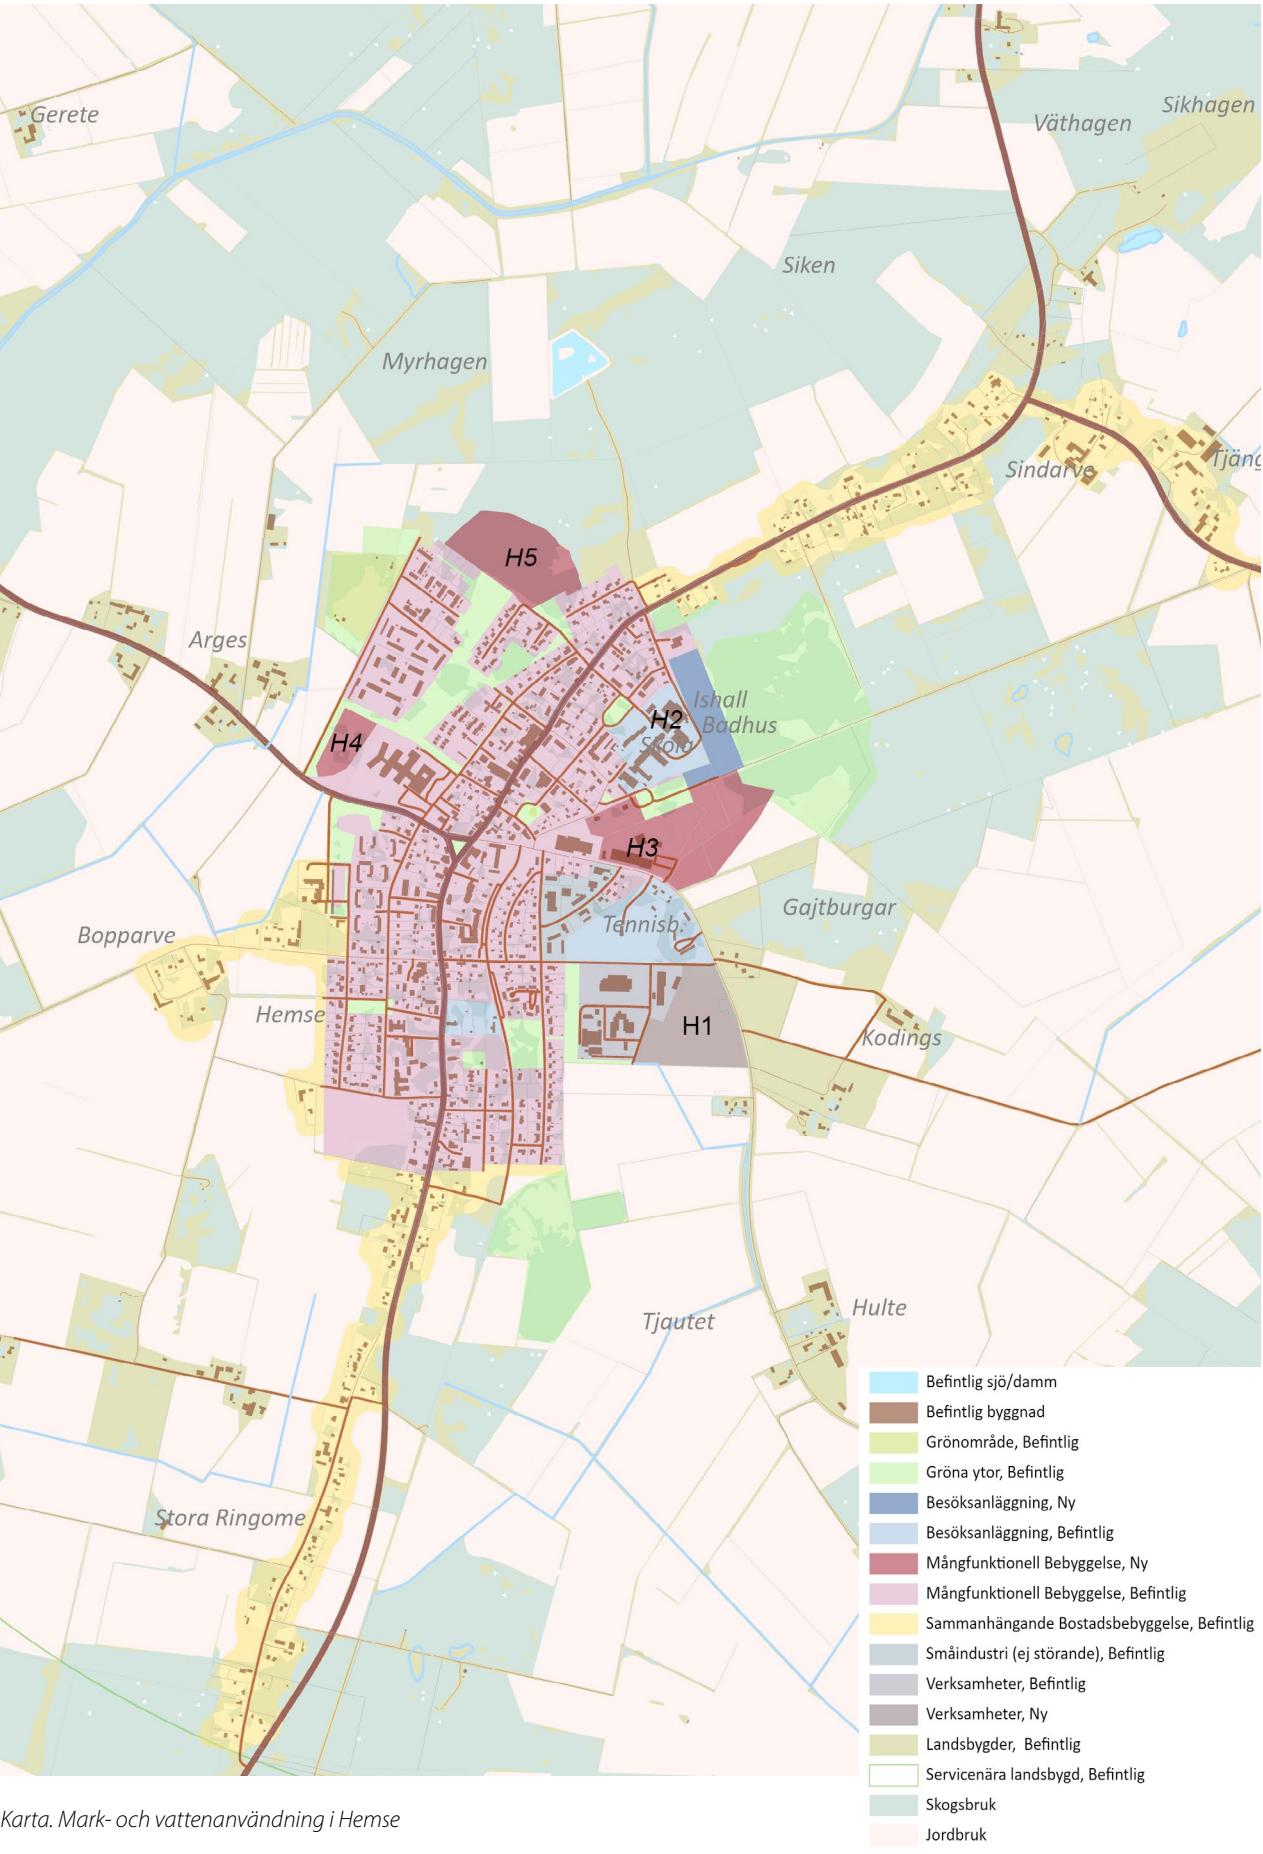 Gerete
Sikhagen
Väthagen
Siken
Myrhagen
Sindarve
Tjäng
H5
Arges
Ishall
H2
Badhus
Skola
H4
H3
Gajtburgar
Tennisb.
Bopparve
Hemse
H1
Kodings
Hulte
Tjautet
Stora Ringome
Befintlig sjö/damm
Befintlig byggnad
Grönområde, Befintlig
Gröna ytor, Befintlig
Besöksanläggning, Ny
Besöksanläggning, Befintlig
Mångfunktionell Bebyggelse, Ny
Mångfunktionell Bebyggelse, Befintlig
Sammanhängande Bostadsbebyggelse, Befintlig
Småindustri (ej störande), Befintlig
Verksamheter, Befintlig
Verksamheter, Ny
Landsbygder, Befintlig
Servicenära landsbygd, Befintlig
Skogsbruk
Jordbruk
Karta. Mark- och vattenanvändning i Hemse